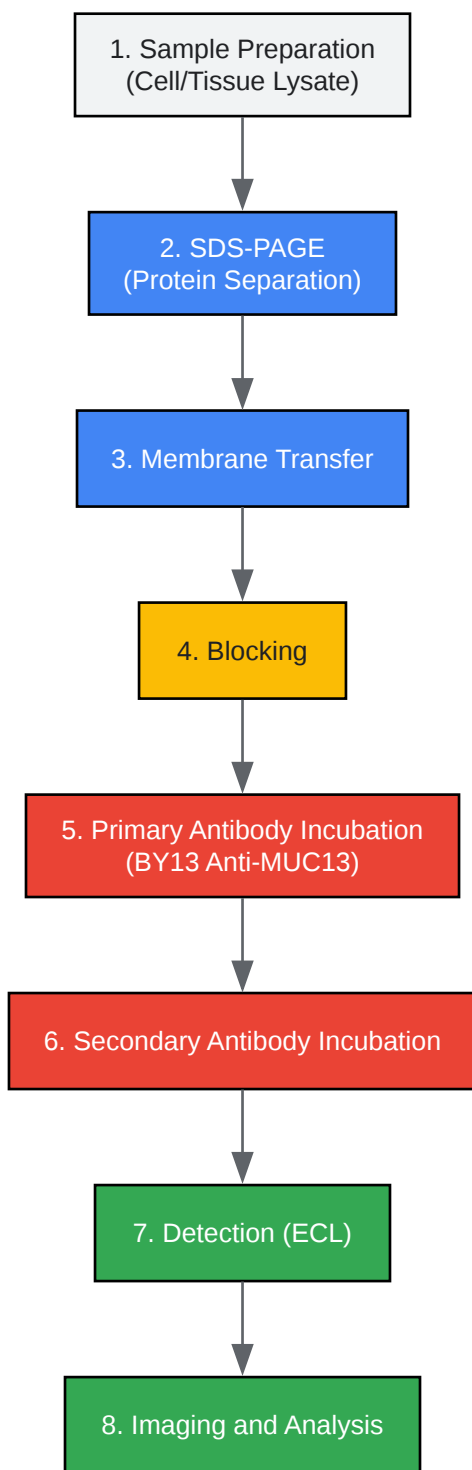 1. Sample Preparation
(Cell/Tissue Lysate)
2. SDS-PAGE
(Protein Separation)
3. Membrane Transfer
4. Blocking
5. Primary Antibody Incubation
(BY13 Anti-MUC13)
6. Secondary Antibody Incubation
7. Detection (ECL)
8. Imaging and Analysis